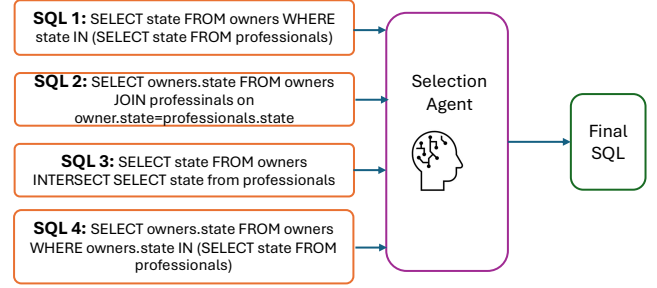 SQL 1: SELECT state FROM owners WHERE
state IN (SELECT state FROM professionals)
SQL 2: SELECT owners.state FROM owners
JOIN professinals on
owner.state=professionals.state
SQL 3: SELECT state FROM owners
INTERSECT SELECT state from professionals
SQL 4: SELECT owners.state FROM owners
WHERE owners.state IN (SELECT state FROM
professionals)
Selection
Agent
Final
SQL